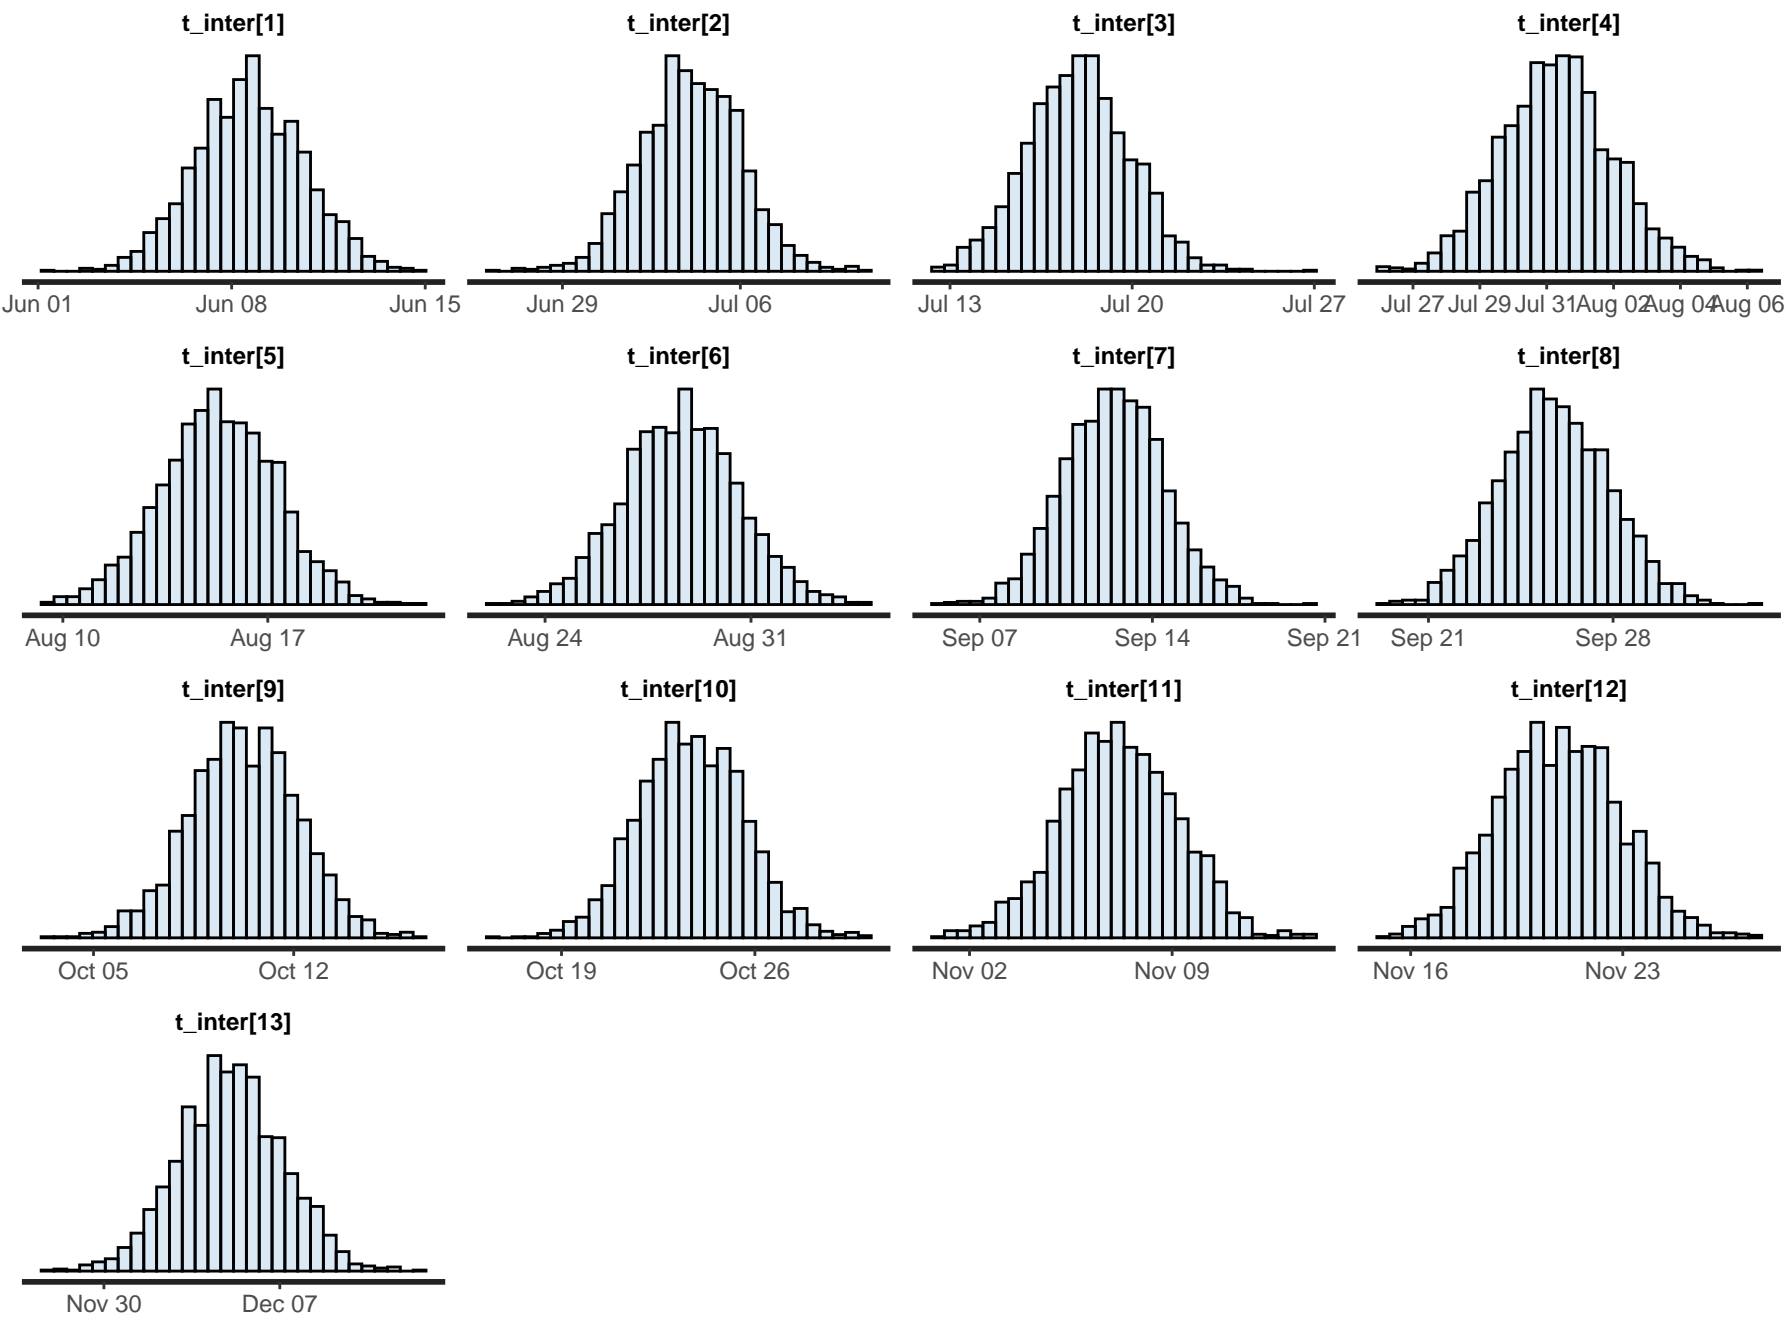 t_inter[1] t_inter[2] t_inter[3] t_inter[4]
Jun 01 Jun 08 Jun 15 Jun 29 Jul 06 Jul 13 Jul 20 Jul 27 Jul 27 Jul 29 Jul 31 Aug 02 Aug 04 Aug 06
t_inter[5] t_inter[6] t_inter[7] t_inter[8]
Aug 10 Aug 17 Aug 24 Aug 31 Sep 07 Sep 14 Sep 21 Sep 21 Sep 28
t_inter[9] t_inter[10] t_inter[11] t_inter[12]
Oct 05 Oct 12 Oct 19 Oct 26 Nov 02 Nov 09 Nov 16 Nov 23
t_inter[13]
Nov 30 Dec 07